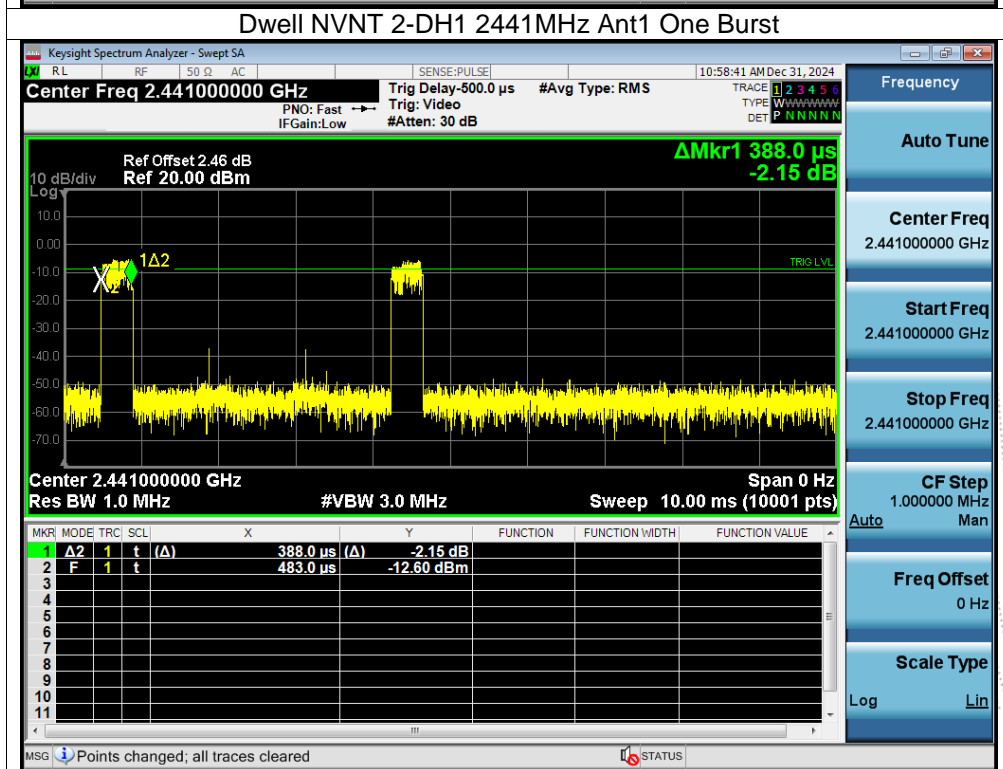 Dwell NVNT 2-DH1 2441MHz Ant1 One Burst
Keysight Spectrum Analyzer - Swept SA
LXI RL RF 50 Ω AC SENSE:PULSE 10:58:41 AM Dec 31, 2024
Center Freq 2.441000000 GHz
PNO: Fast
IFGain:Low
Trig Delay-500.0 µs
Trig: Video
#Atten: 30 dB
#Avg Type: RMS
TRACE 1 2 3 4 5 6
TYPE WWWWWWW
DET P N N N N N
ΔMkr1 388.0 µs
-2.15 dB
Ref Offset 2.46 dB
10 dB/div Ref 20.00 dBm
Log
10.0
0.00
-10.0
-20.0
-30.0
-40.0
-50.0
-60.0
-70.0
1Δ2
X2
TRIG LVL
Center 2.441000000 GHz Span 0 Hz
Res BW 1.0 MHz #VBW 3.0 MHz Sweep 10.00 ms (10001 pts)
MKR MODE TRC SCL X Y FUNCTION FUNCTION WIDTH FUNCTION VALUE
1 Δ2 1 t (Δ) 388.0 µs (Δ) -2.15 dB
2 F 1 t 483.0 µs -12.60 dBm
3
4
5
6
7
8
9
10
11
MSG Points changed; all traces cleared STATUS
Frequency
Auto Tune
Center Freq
2.441000000 GHz
Start Freq
2.441000000 GHz
Stop Freq
2.441000000 GHz
CF Step
1.000000 MHz
Auto Man
Freq Offset
0 Hz
Scale Type
Log Lin